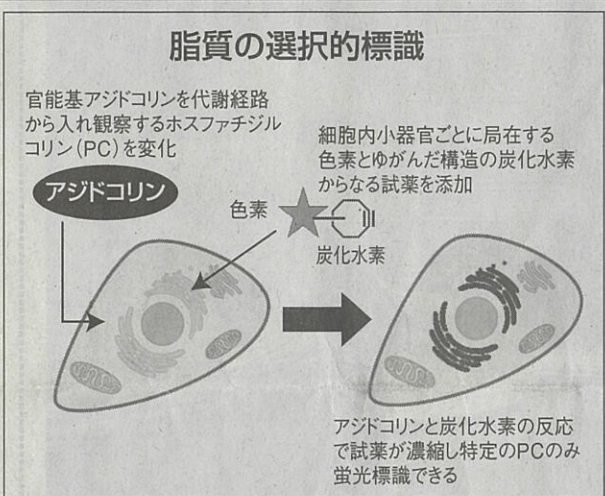 脂質の選択的標識
官能基アジドコリンを代謝経路
から入れ観察するホスファチジル
コリン(PC)を変化
アジドコリン
細胞内小器官ごとに局在する
色素とゆがんだ構造の炭化水素
からなる試薬を添加
色素
炭化水素
アジドコリンと炭化水素の反応
で試薬が濃縮し特定のPCのみ
蛍光標識できる